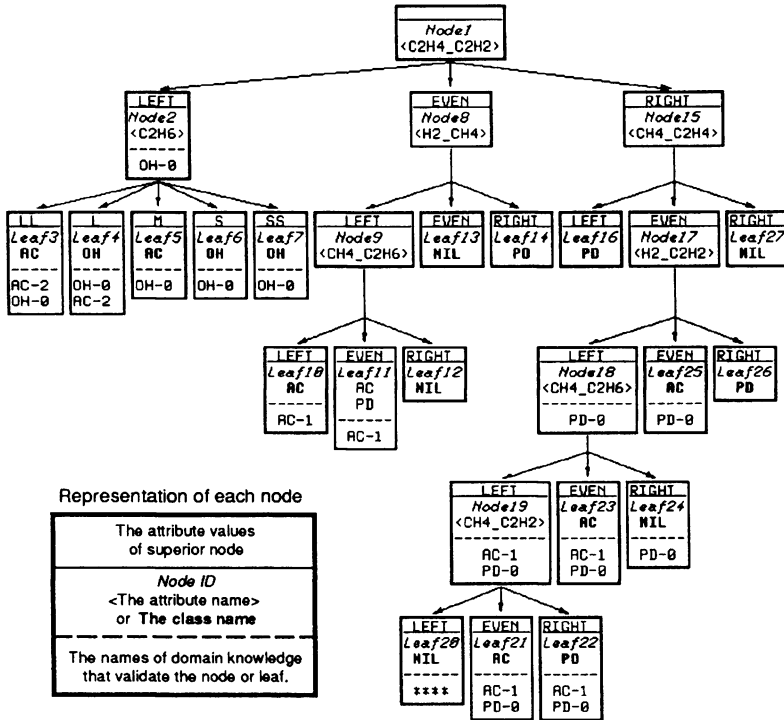 Node1
<C2H4_C2H2>
LEFT
Node2
<C2H6>
OH-0
EVEN
Node8
<H2_CH4>
RIGHT
Node15
<CH4_C2H4>
LL
Leaf3
AC
AC-2
OH-0
L
Leaf4
OH
OH-0
AC-2
M
Leaf5
AC
OH-0
S
Leaf6
OH
OH-0
SS
Leaf7
OH
OH-0
LEFT
Node9
<CH4_C2H6>
EVEN
Leaf13
NIL
RIGHT
Leaf14
PD
LEFT
Leaf16
PD
EVEN
Node17
<H2_C2H2>
RIGHT
Leaf27
NIL
LEFT
Leaf10
AC
AC-1
EVEN
Leaf11
AC
PD
AC-1
RIGHT
Leaf12
NIL
LEFT
Node18
<CH4_C2H6>
PD-0
EVEN
Leaf25
AC
PD-0
RIGHT
Leaf26
PD
LEFT
Node19
<CH4_C2H2>
AC-1
PD-0
EVEN
Leaf23
AC
AC-1
PD-0
RIGHT
Leaf24
NIL
PD-0
LEFT
Leaf20
NIL
****
EVEN
Leaf21
AC
AC-1
PD-0
RIGHT
Leaf22
PD
AC-1
PD-0
Representation of each node
The attribute values
of superior node
Node ID
<The attribute name>
or The class name
The names of domain knowledge
that validate the node or leaf.